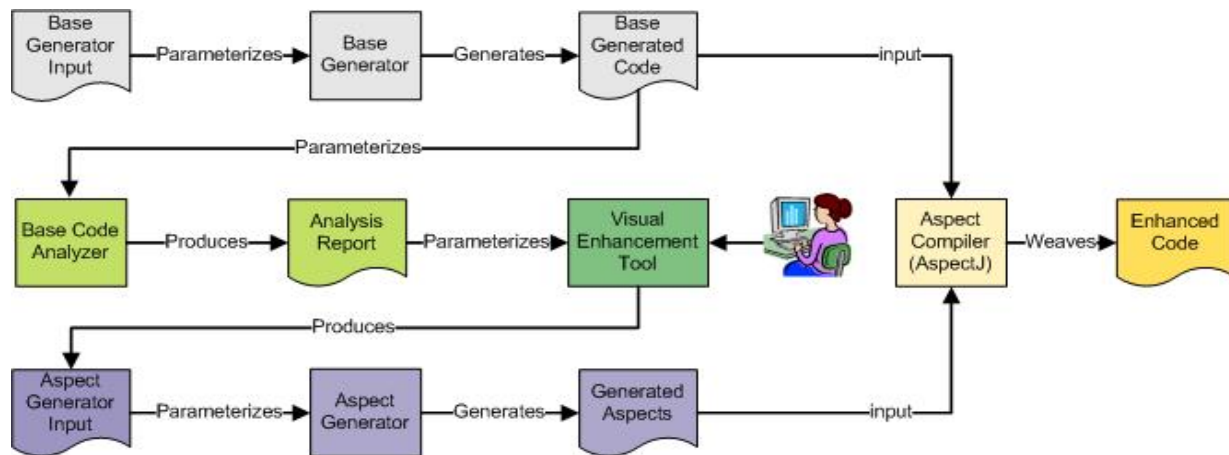 Base
Generator
Input
Parameterizes
Base
Generator
Generates
Base
Generated
Code
input
Parameterizes
Base Code
Analyzer
Produces
Analysis
Report
Parameterizes
Visual
Enhancement
Tool
Aspect
Compiler
(AspectJ)
Weaves
Enhanced
Code
Produces
Aspect
Generator
Input
Parameterizes
Aspect
Generator
Generates
Generated
Aspects
input